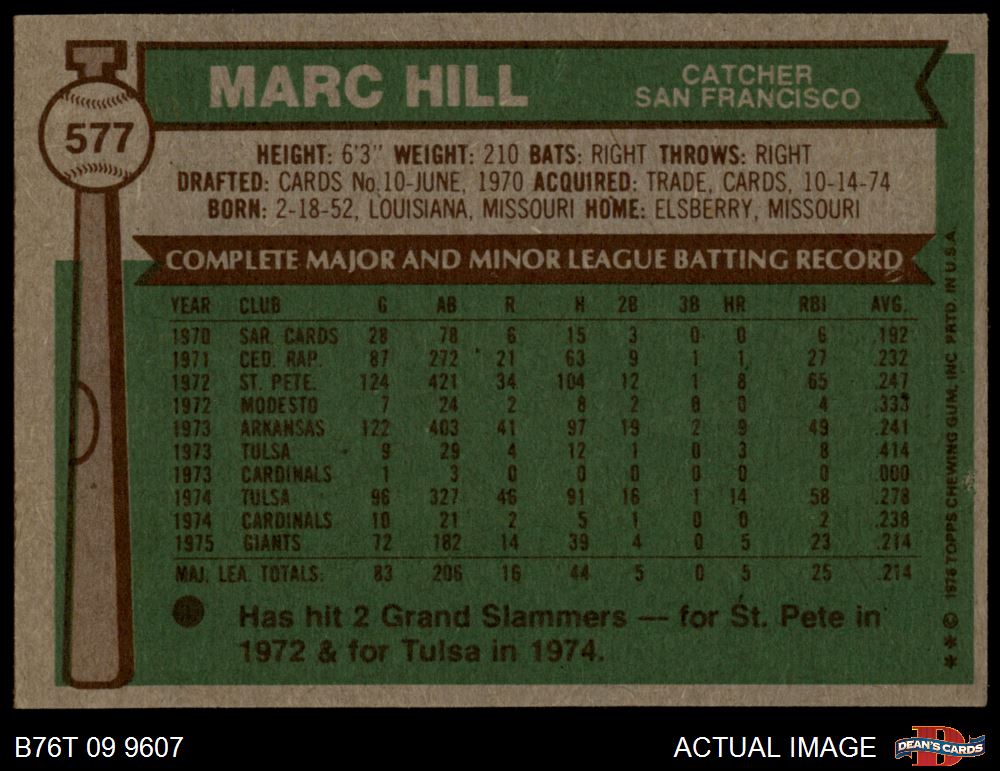 577
MARC HILL
CATCHER
SAN FRANCISCO
HEIGHT: 6'3" WEIGHT: 210 BATS: RIGHT THROWS: RIGHT
DRAFTED: CARDS No.10-JUNE, 1970 ACQUIRED: TRADE, CARDS, 10-14-74
BORN: 2-18-52, LOUISIANA, MISSOURI HOME: ELSBERRY, MISSOURI
COMPLETE MAJOR AND MINOR LEAGUE BATTING RECORD
YEAR CLUB G AB R H 2B 3B HR RBI AVG.
1970 SAR. CARDS 28 78 6 15 3 0 0 6 .192
1971 CED. RAP. 87 272 21 63 9 1 1 27 .232
1972 ST. PETE. 124 421 34 104 12 1 8 65 .247
1972 MODESTO 7 24 2 8 2 0 0 4 .333
1973 ARKANSAS 122 403 41 97 19 2 9 49 .241
1973 TULSA 9 29 4 12 1 0 3 8 .414
1973 CARDINALS 1 3 0 0 0 0 0 0 .000
1974 TULSA 96 327 46 91 16 1 14 58 .278
1974 CARDINALS 10 21 2 5 1 0 0 2 .238
1975 GIANTS 72 182 14 39 4 0 5 23 .214
MAJ. LEA. TOTALS: 83 206 16 44 5 0 5 25 .214
Has hit 2 Grand Slammers — for St. Pete in
1972 & for Tulsa in 1974.
** © 1976 TOPPS CHEWING GUM, INC. PRTD. IN U.S.A.
B76T 09 9607
ACTUAL IMAGE
D
DEAN'S CARDS